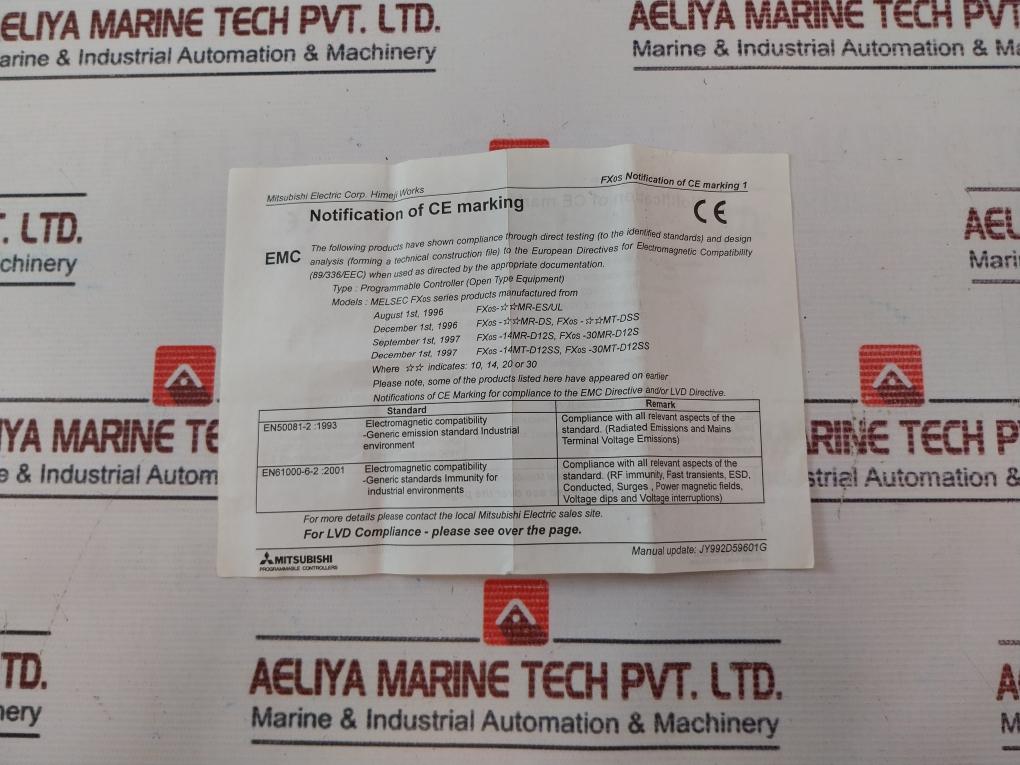 AELIYA MARINE TECH PVT. LTD.
arine & Industrial Automation & Machinery
AELIYA MARINE TECH PVT
Marine & Industrial Automation & Ma
. LTD.
chinery
AELI
Mari
Mitsubishi Electric Corp. Himeji Works
FX0S Notification of CE marking 1
Notification of CE marking
CE
EMC
The following products have shown compliance through direct testing (to the identified standards) and design
analysis (forming a technical construction file) to the European Directives for Electromagnetic Compatibility
(89/336/EEC) when used as directed by the appropriate documentation.
Type : Programmable Controller (Open Type Equipment)
Models : MELSEC FX0S series products manufactured from
August 1st, 1996 FX0S-☆☆MR-ES/UL
December 1st, 1996 FX0S -☆☆MR-DS, FX0S -☆☆MT-DSS
September 1st, 1997 FX0S -14MR-D12S, FX0S -30MR-D12S
December 1st, 1997 FX0S -14MT-D12SS, FX0S -30MT-D12SS
Where ☆☆ indicates: 10, 14, 20 or 30
Please note, some of the products listed here have appeared on earlier
Notifications of CE Marking for compliance to the EMC Directive and/or LVD Directive.
Standard
Remark
EN50081-2 :1993
Electromagnetic compatibility
-Generic emission standard Industrial
environment
Compliance with all relevant aspects of the
standard. (Radiated Emissions and Mains
Terminal Voltage Emissions)
EN61000-6-2 :2001
Electromagnetic compatibility
-Generic standards Immunity for
industrial environments
Compliance with all relevant aspects of the
standard. (RF immunity, Fast transients, ESD,
Conducted, Surges , Power magnetic fields,
Voltage dips and Voltage interruptions)
For more details please contact the local Mitsubishi Electric sales site.
For LVD Compliance - please see over the page.
MITSUBISHI
PROGRAMMABLE CONTROLLERS
Manual update: JY992D59601G
YA MARINE TE
e & Industrial Autom
RINE TECH P
strial Automation &
TD.
nery
AELIYA MARINE TECH PVT. LTD.
Marine & Industrial Automation & Machinery
A
M